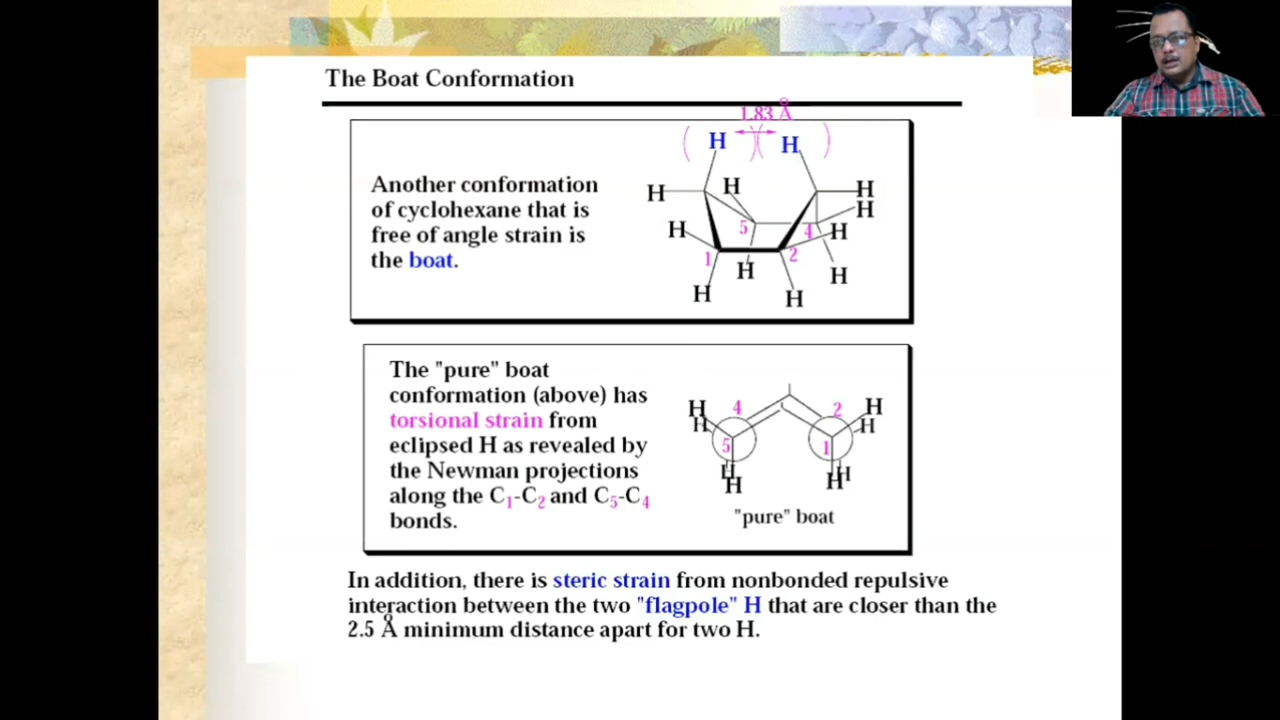 The Boat Conformation
1.83 Å
( H )( H )
Another conformation
of cyclohexane that is
free of angle strain is
the boat.
H H H
H
H 5 4 H
1 2
H H
H H
The "pure" boat
conformation (above) has
torsional strain from
eclipsed H as revealed by
the Newman projections
along the C1-C2 and C5-C4
bonds.
H 4 2 H
H H
5 1
H H
H H
"pure" boat
In addition, there is steric strain from nonbonded repulsive
interaction between the two "flagpole" H that are closer than the
2.5 Å minimum distance apart for two H.